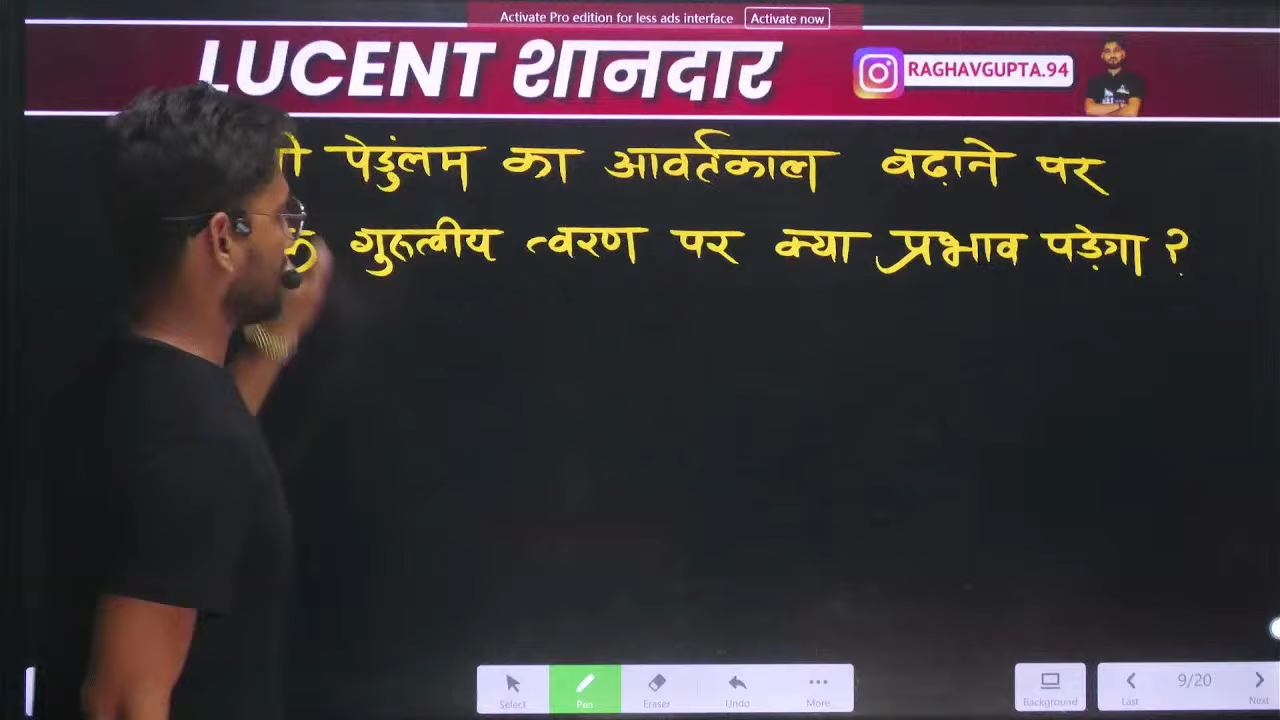 Activate Pro edition for less ads interface Activate now
LUCENT शानदार
RAGHAVGUPTA.94
पेडुंलम का आवर्तकाल बढ़ाने पर
गुरुत्वीय त्वरण पर क्या प्रभाव पड़ेगा ?
Select Pen Eraser Undo More
Background
Last 9/20 Next